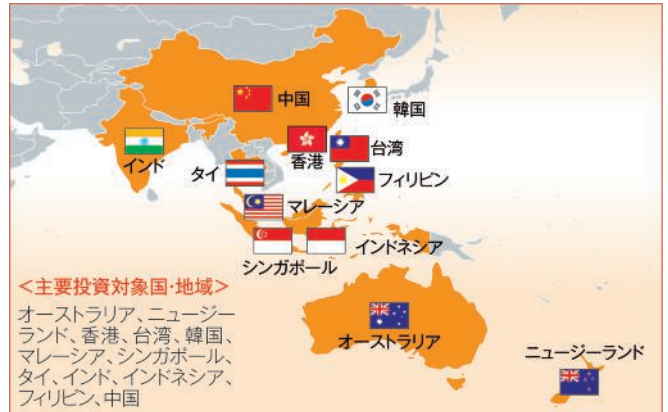 中国
韓国
インド
香港
台湾
タイ
フィリピン
マレーシア
シンガポール
インドネシア
オーストラリア
ニュージーランド
<主要投資対象国・地域>
オーストラリア、ニュージー
ランド、香港、台湾、韓国、
マレーシア、シンガポール、
タイ、インド、インドネシア、
フィリピン、中国